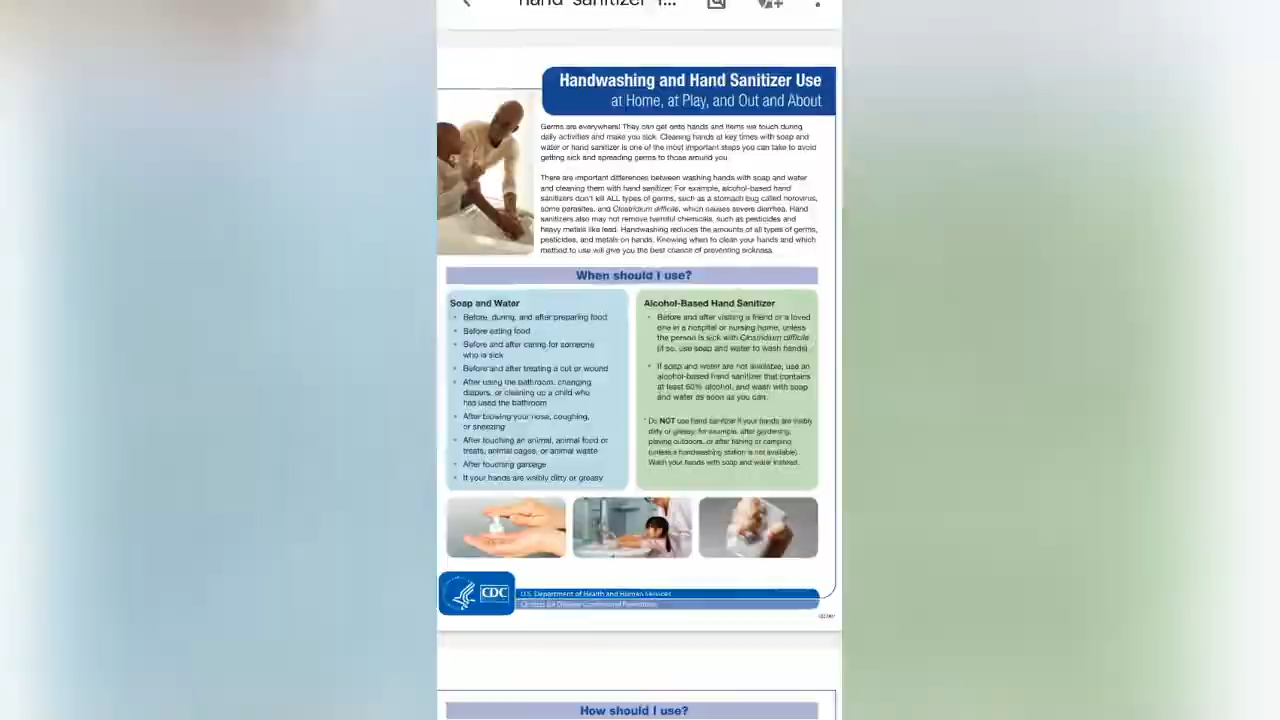 hand-sanitizer-f...
Handwashing and Hand Sanitizer Use
at Home, at Play, and Out and About
Germs are everywhere! They can get onto hands and items we touch during
daily activities and make you sick. Cleaning hands at key times with soap and
water or hand sanitizer is one of the most important steps you can take to avoid
getting sick and spreading germs to those around you.
There are important differences between washing hands with soap and water
and cleaning them with hand sanitizer. For example, alcohol-based hand
sanitizers don't kill ALL types of germs, such as a stomach bug called norovirus,
some parasites, and Clostridium difficile, which causes severe diarrhea. Hand
sanitizers also may not remove harmful chemicals, such as pesticides and
heavy metals like lead. Handwashing reduces the amounts of all types of germs,
pesticides, and metals on hands. Knowing when to clean your hands and which
method to use will give you the best chance of preventing sickness.
When should I use?
Soap and Water
• Before, during, and after preparing food
• Before eating food
• Before and after caring for someone
who is sick
• Before and after treating a cut or wound
• After using the bathroom, changing
diapers, or cleaning up a child who
has used the bathroom
• After blowing your nose, coughing,
or sneezing
• After touching an animal, animal food or
treats, animal cages, or animal waste
• After touching garbage
• If your hands are visibly dirty or greasy
Alcohol-Based Hand Sanitizer
• Before and after visiting a friend or a loved
one in a hospital or nursing home, unless
the person is sick with Clostridium difficile
(if so, use soap and water to wash hands).
• If soap and water are not available, use an
alcohol-based hand sanitizer that contains
at least 60% alcohol, and wash with soap
and water as soon as you can.
* Do NOT use hand sanitizer if your hands are visibly
dirty or greasy: for example, after gardening,
playing outdoors, or after fishing or camping
(unless a handwashing station is not available).
Wash your hands with soap and water instead.
CDC
U.S. Department of Health and Human Services
Centers for Disease Control and Prevention
How should I use?